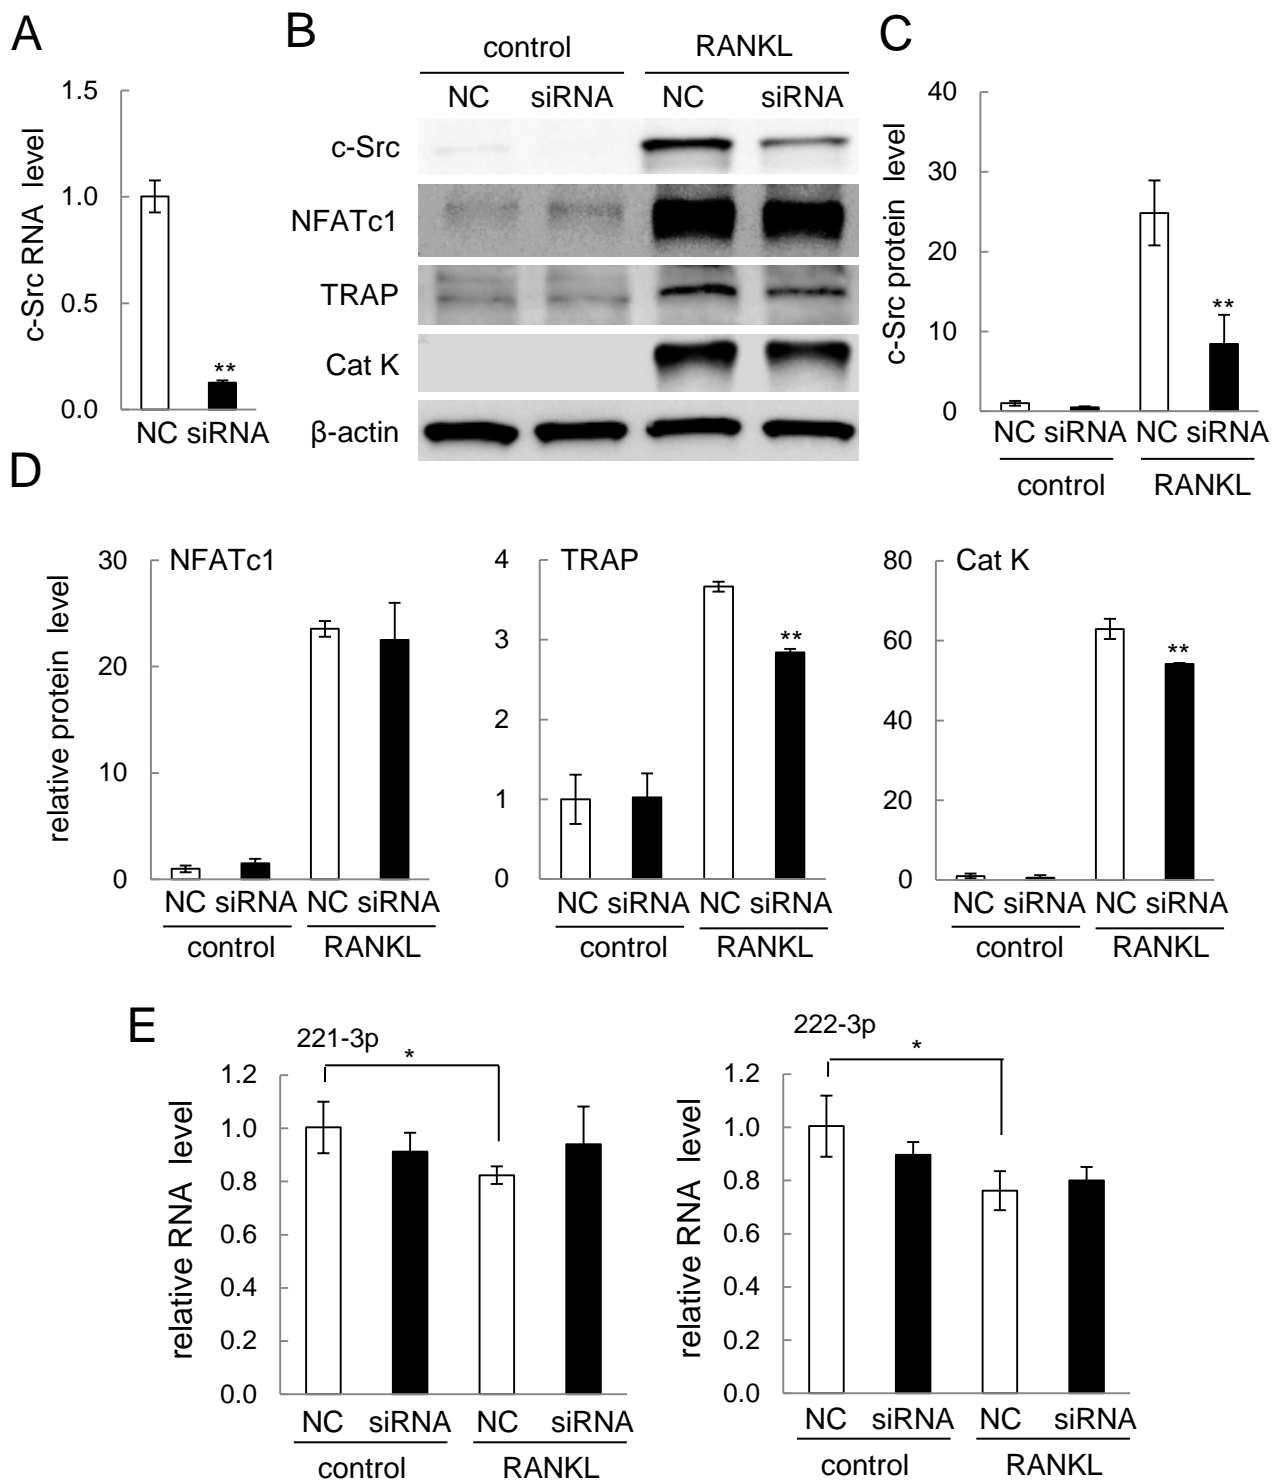 A
1.5
1.0
0.5
0.0
c-Src RNA level
**
NC siRNA
B
control RANKL
NC siRNA NC siRNA
c-Src
NFATc1
TRAP
Cat K
β-actin
C
40
30
20
10
0
c-Src protein level
**
NC siRNA NC siRNA
control RANKL
D
relative protein level
NFATc1
30
20
10
0
NC siRNA NC siRNA
control RANKL
TRAP
4
3
2
1
0
**
NC siRNA NC siRNA
control RANKL
Cat K
80
60
40
20
0
**
NC siRNA NC siRNA
control RANKL
E
221-3p
*
1.2
1.0
0.8
0.6
0.4
0.2
0.0
relative RNA level
NC siRNA NC siRNA
control RANKL
222-3p
*
1.2
1.0
0.8
0.6
0.4
0.2
0.0
relative RNA level
NC siRNA NC siRNA
control RANKL